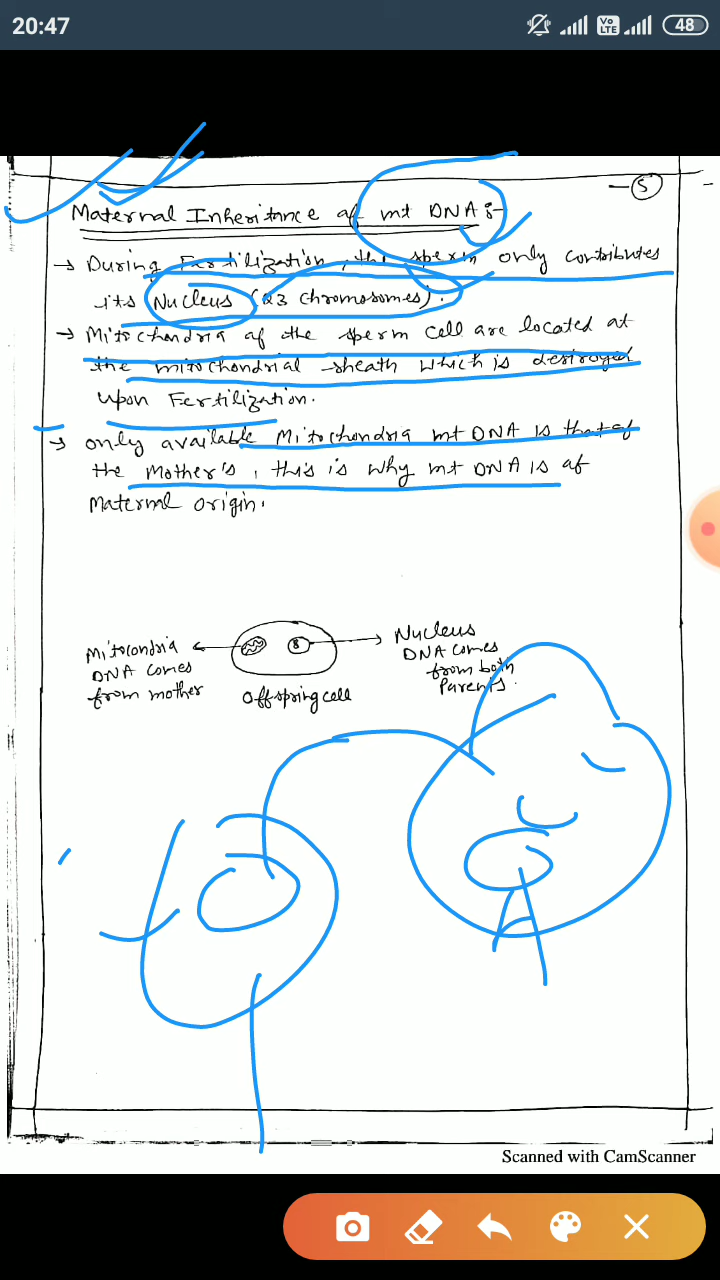 20:47
Vo LTE
48
5
Maternal Inheritance of mt DNA :-
→ During Fertilization, the sperm only contributes
its Nucleus (23 chromosomes).
→ Mitochondria of the sperm cell are located at
the mitochondrial sheath which is destroyed
upon Fertilization.
→ only available Mitochondria mt DNA is that of
the Mother's, this is why mt DNA is of
Maternal origin.
Mitocondria
DNA comes
from mother
offspring cell
Nucleus
DNA comes
from both
Parents.
Scanned with CamScanner